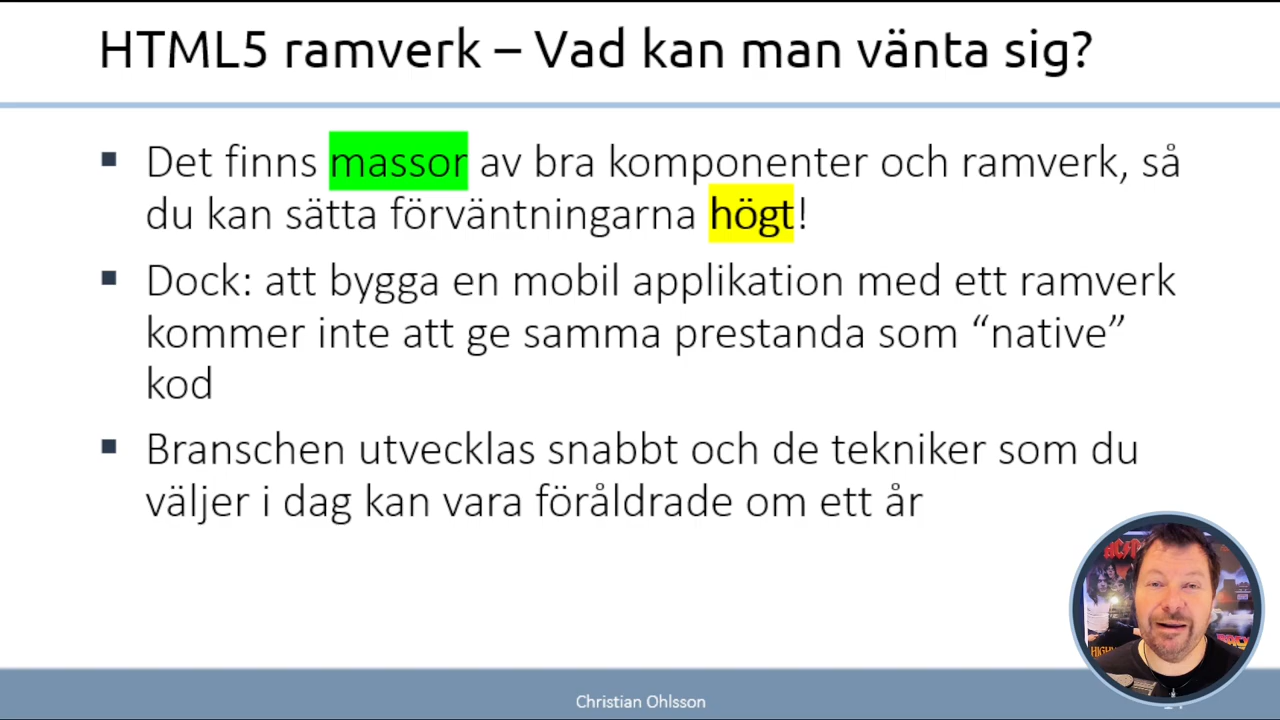 HTML5 ramverk – Vad kan man vänta sig?
Det finns massor av bra komponenter och ramverk, så
du kan sätta förväntningarna högt!
Dock: att bygga en mobil applikation med ett ramverk
kommer inte att ge samma prestanda som “native”
kod
Branschen utvecklas snabbt och de tekniker som du
väljer i dag kan vara föråldrade om ett år
Christian Ohlsson